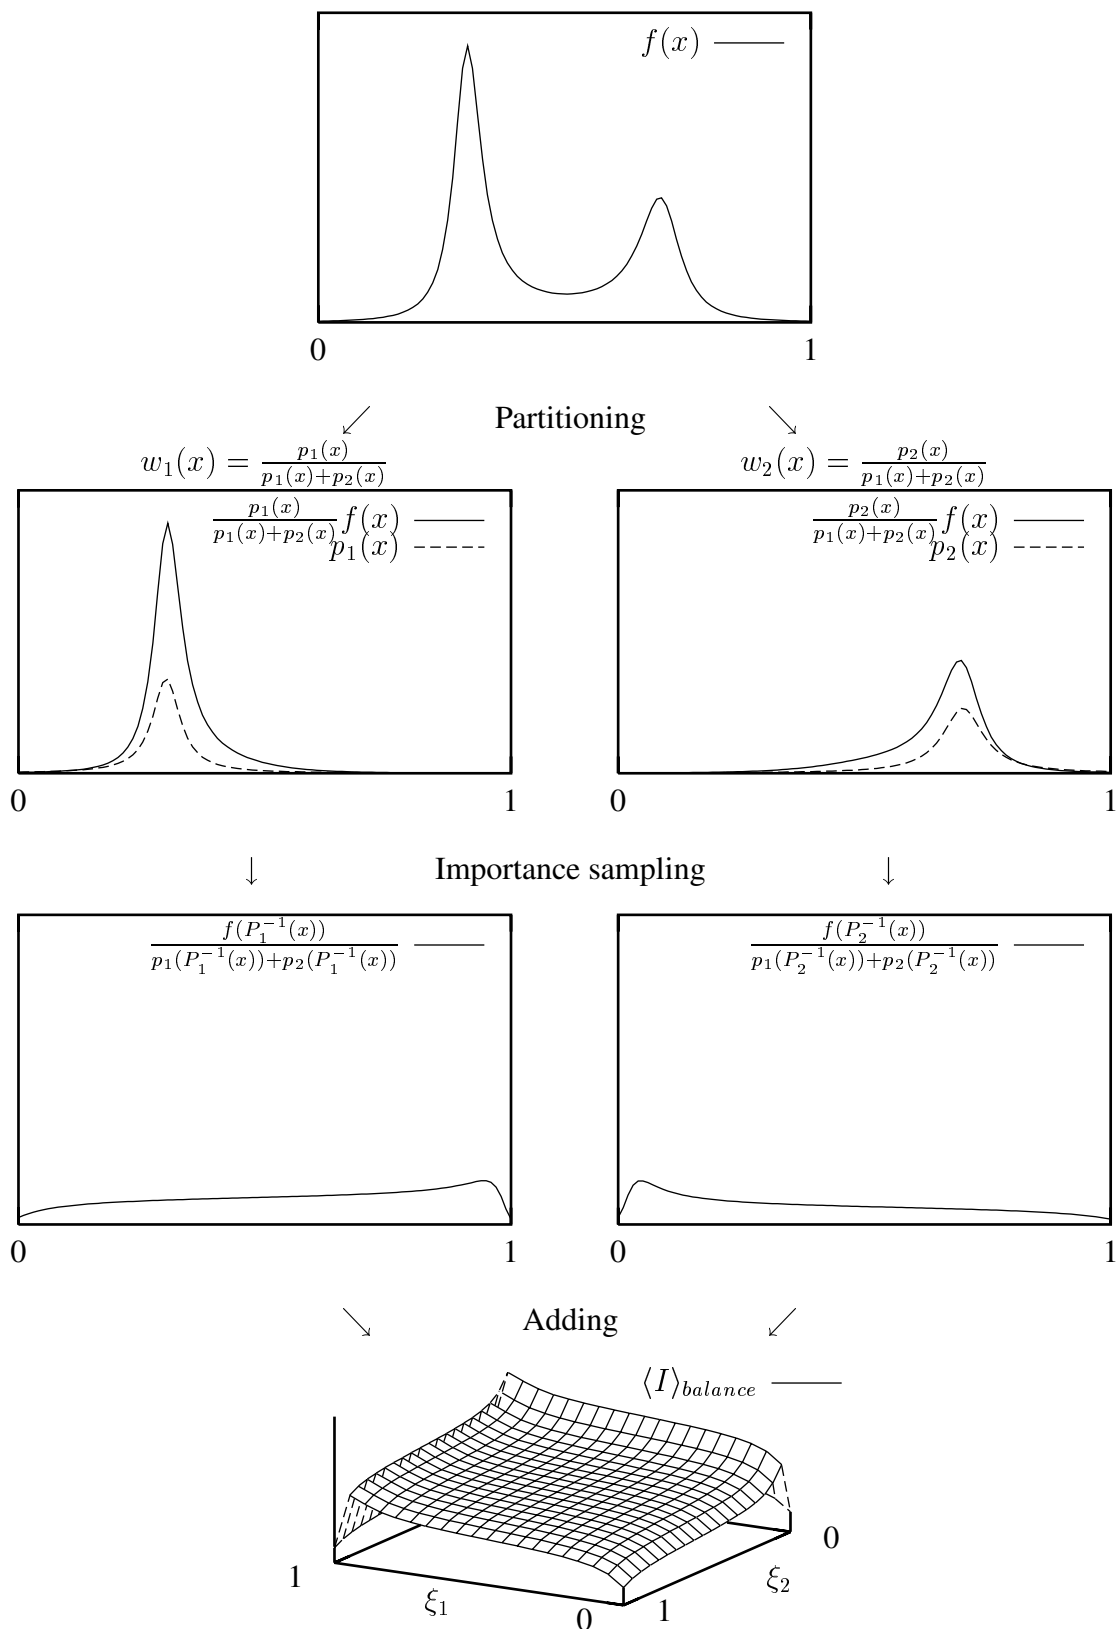 f(x)
0 1
Partitioning
w₁(x) = p₁(x) / (p₁(x)+p₂(x)) w₂(x) = p₂(x) / (p₁(x)+p₂(x))
p₁(x) / (p₁(x)+p₂(x)) f(x) p₂(x) / (p₁(x)+p₂(x)) f(x)
p₁(x) p₂(x)
0 1 0 1
↓ Importance sampling ↓
f(P₁⁻¹(x)) / (p₁(P₁⁻¹(x))+p₂(P₁⁻¹(x))) f(P₂⁻¹(x)) / (p₁(P₂⁻¹(x))+p₂(P₂⁻¹(x)))
0 1 0 1
Adding
⟨I⟩balance
0
1 ξ₂
ξ₁ 0 1